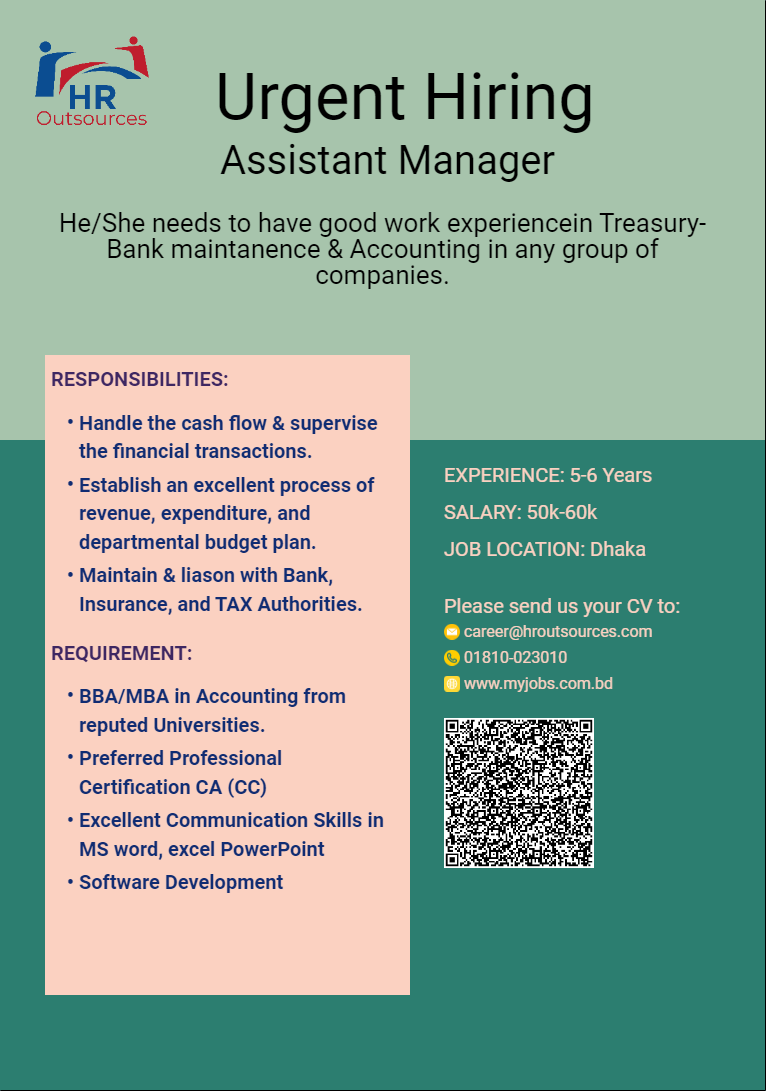 HR
Outsources
Urgent Hiring
Assistant Manager
He/She needs to have good work experiencein Treasury-
Bank maintanence & Accounting in any group of
companies.
RESPONSIBILITIES:
• Handle the cash flow & supervise
the financial transactions.
• Establish an excellent process of
revenue, expenditure, and
departmental budget plan.
• Maintain & liason with Bank,
Insurance, and TAX Authorities.
REQUIREMENT:
• BBA/MBA in Accounting from
reputed Universities.
• Preferred Professional
Certification CA (CC)
• Excellent Communication Skills in
MS word, excel PowerPoint
• Software Development
EXPERIENCE: 5-6 Years
SALARY: 50k-60k
JOB LOCATION: Dhaka
Please send us your CV to:
career@hroutsources.com
01810-023010
www.myjobs.com.bd